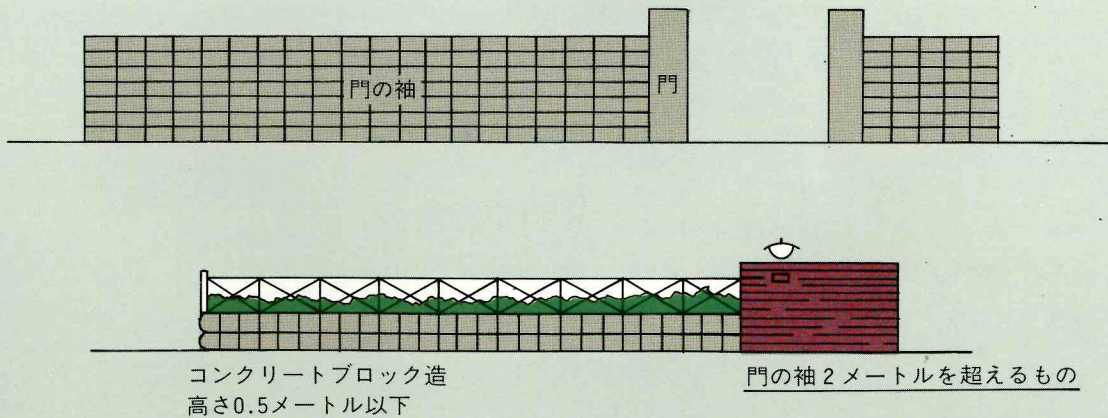 門の袖
門
コンクリートブロック造
高さ0.5メートル以下
門の袖2メートルを超えるもの